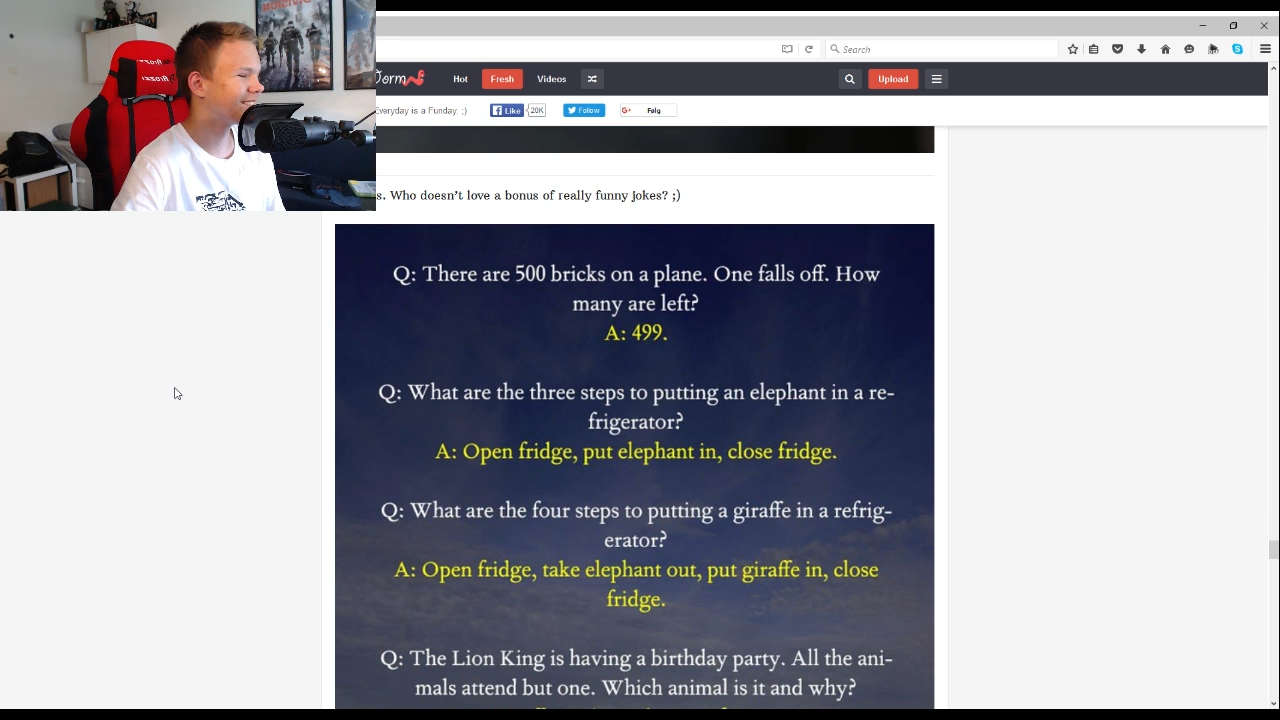 Search
Hot
Fresh
Videos
Upload
Everyday is a Funday. ;)
Like
20K
Follow
G+
Følg
s. Who doesn't love a bonus of really funny jokes? ;)
Q: There are 500 bricks on a plane. One falls off. How
many are left?
A: 499.
Q: What are the three steps to putting an elephant in a re-
frigerator?
A: Open fridge, put elephant in, close fridge.
Q: What are the four steps to putting a giraffe in a refrig-
erator?
A: Open fridge, take elephant out, put giraffe in, close
fridge.
Q: The Lion King is having a birthday party. All the ani-
mals attend but one. Which animal is it and why?